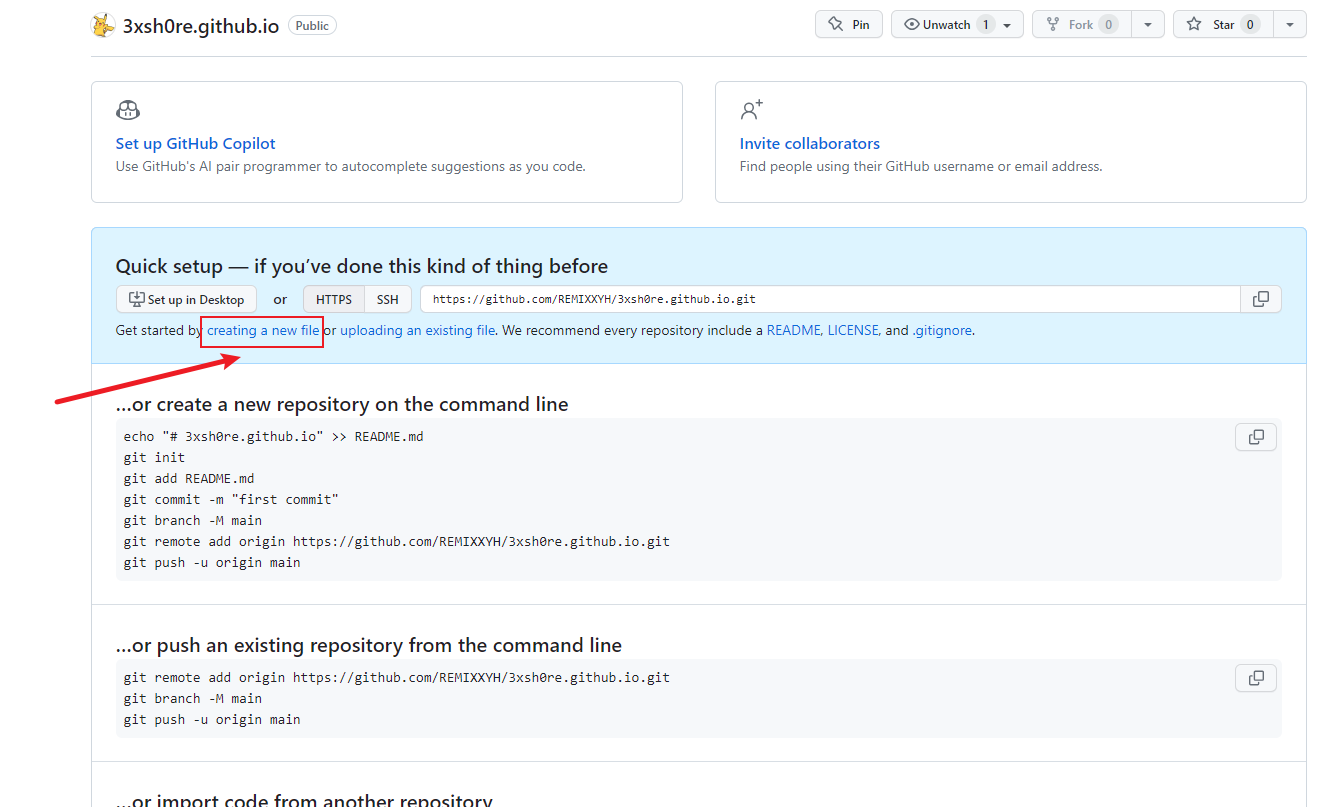 3xsh0re.github.io Public Pin Unwatch 1 Fork 0 Star 0
Set up GitHub Copilot
Use GitHub's AI pair programmer to autocomplete suggestions as you code.
Invite collaborators
Find people using their GitHub username or email address.
Quick setup — if you’ve done this kind of thing before
Set up in Desktop or HTTPS SSH https://github.com/REMIXXYH/3xsh0re.github.io.git
Get started by creating a new file or uploading an existing file. We recommend every repository include a README, LICENSE, and .gitignore.
…or create a new repository on the command line
echo "# 3xsh0re.github.io" >> README.md
git init
git add README.md
git commit -m "first commit"
git branch -M main
git remote add origin https://github.com/REMIXXYH/3xsh0re.github.io.git
git push -u origin main
…or push an existing repository from the command line
git remote add origin https://github.com/REMIXXYH/3xsh0re.github.io.git
git branch -M main
git push -u origin main
…or import code from another repository